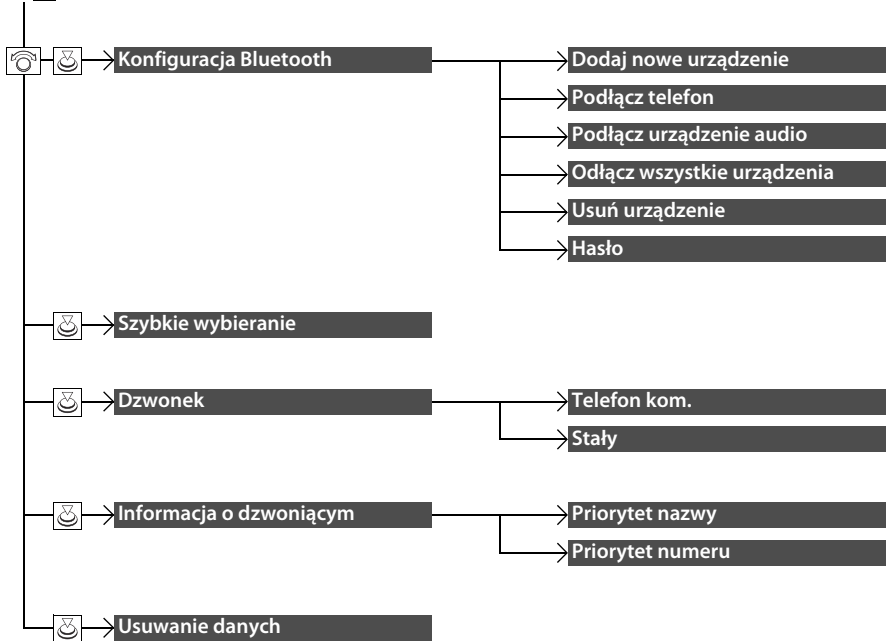 Konfiguracja Bluetooth
Dodaj nowe urządzenie
Podłącz telefon
Podłącz urządzenie audio
Odłącz wszystkie urządzenia
Usuń urządzenie
Hasło
Szybkie wybieranie
Dzwonek
Telefon kom.
Stały
Informacja o dzwoniącym
Priorytet nazwy
Priorytet numeru
Usuwanie danych